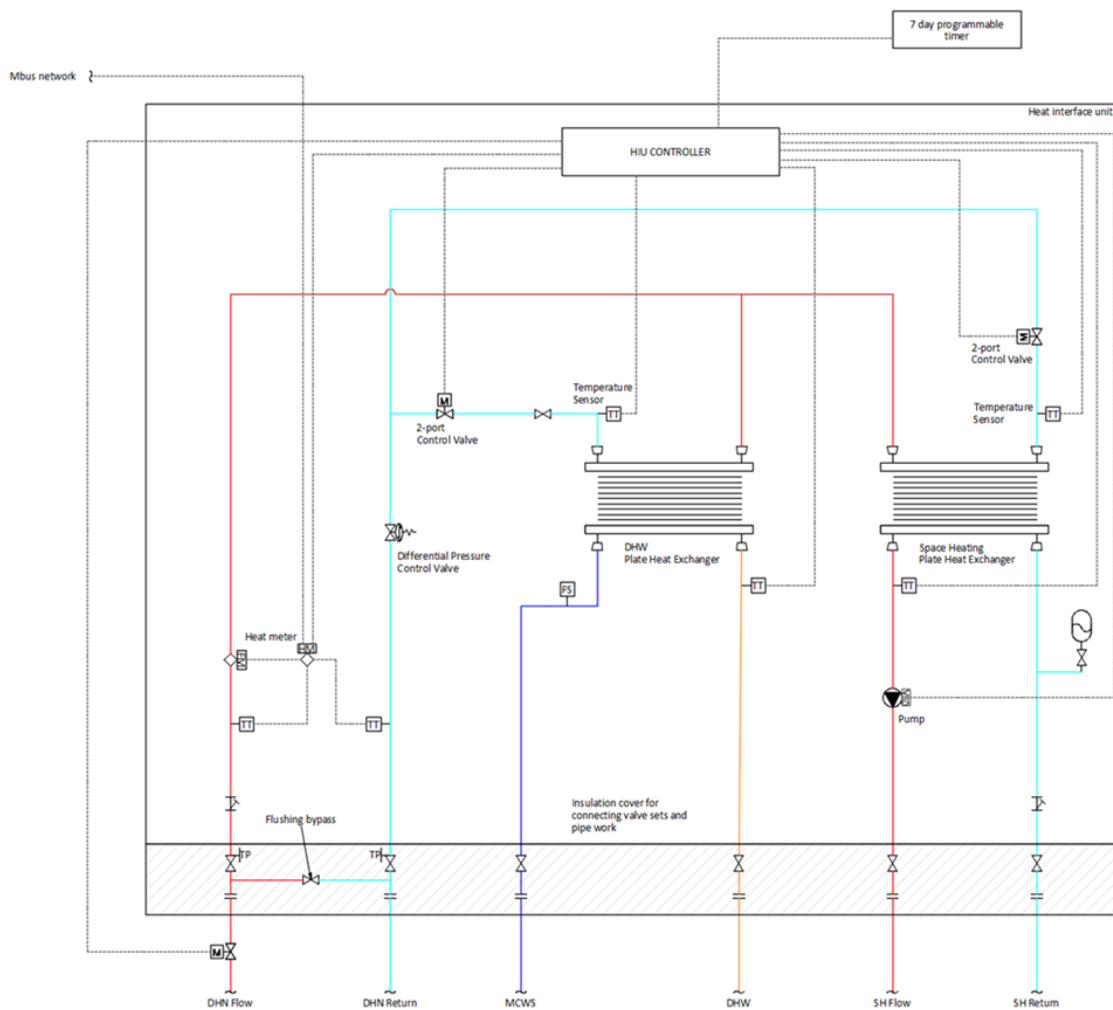 7 day programmable
timer
Mbus network
Heat interface unit
HIU CONTROLLER
M
2-port
Control Valve
Temperature
Sensor
TT
M
2-port
Control Valve
Temperature
Sensor
TT
Differential Pressure
Control Valve
DHW
Plate Heat Exchanger
Space Heating
Plate Heat Exchanger
FS
TT
TT
Heat meter
HM
TT
TT
Pump
Insulation cover for
connecting valve sets and
pipe work
Flushing bypass
TP
TP
M
DHN Flow
DHN Return
MCWS
DHW
SH Flow
SH Return